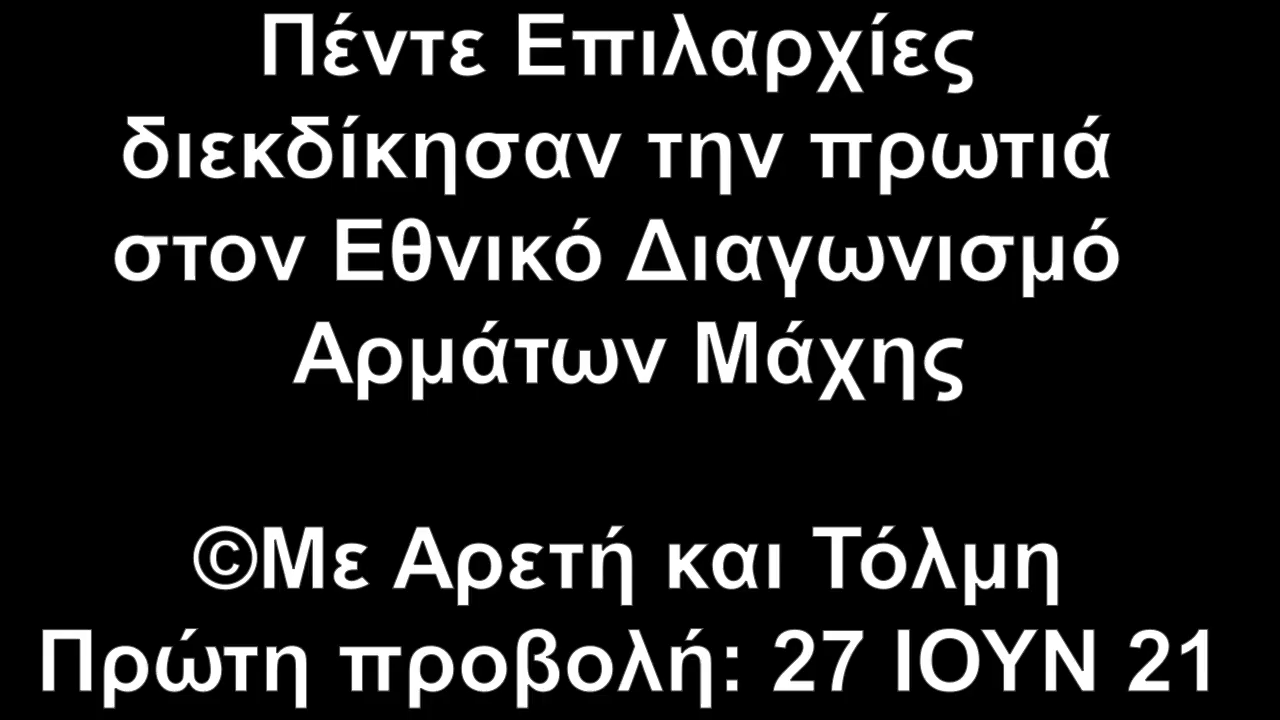 Πέντε Επιλαρχίες
διεκδίκησαν την πρωτιά
στον Εθνικό Διαγωνισμό
Αρμάτων Μάχης
©Με Αρετή και Τόλμη
Πρώτη προβολή: 27 ΙΟΥΝ 21